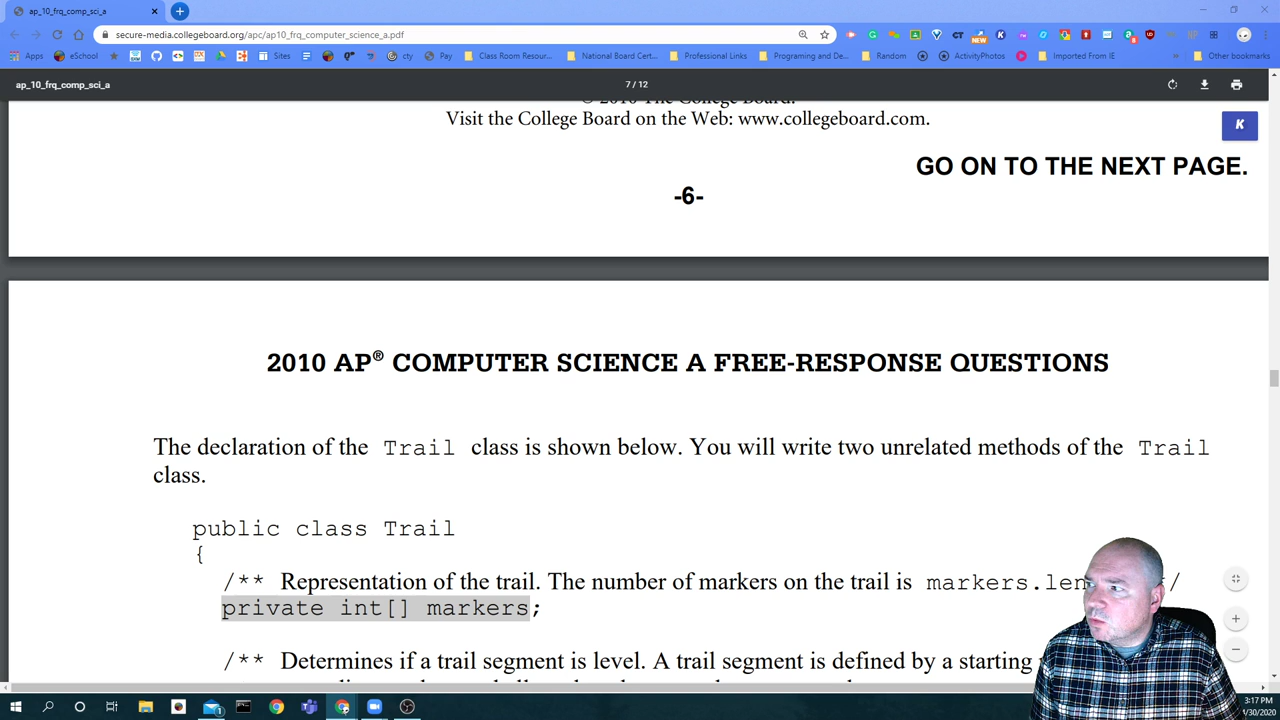 ap_10_frq_comp_sci_a
secure-media.collegeboard.org/apc/ap10_frq_computer_science_a.pdf
Apps eSchool Sites cty Pay Class Room Resour... National Board Cert... Professional Links Programing and De... Random ActivityPhotos Imported From IE Other bookmarks
NEW
ap_10_frq_comp_sci_a 7 / 12
Visit the College Board on the Web: www.collegeboard.com.
K
GO ON TO THE NEXT PAGE.
-6-
2010 AP® COMPUTER SCIENCE A FREE-RESPONSE QUESTIONS
The declaration of the Trail class is shown below. You will write two unrelated methods of the Trail
class.
public class Trail
{
/** Representation of the trail. The number of markers on the trail is markers.len
private int[] markers;
/** Determines if a trail segment is level. A trail segment is defined by a starting
3:17 PM
/30/2020